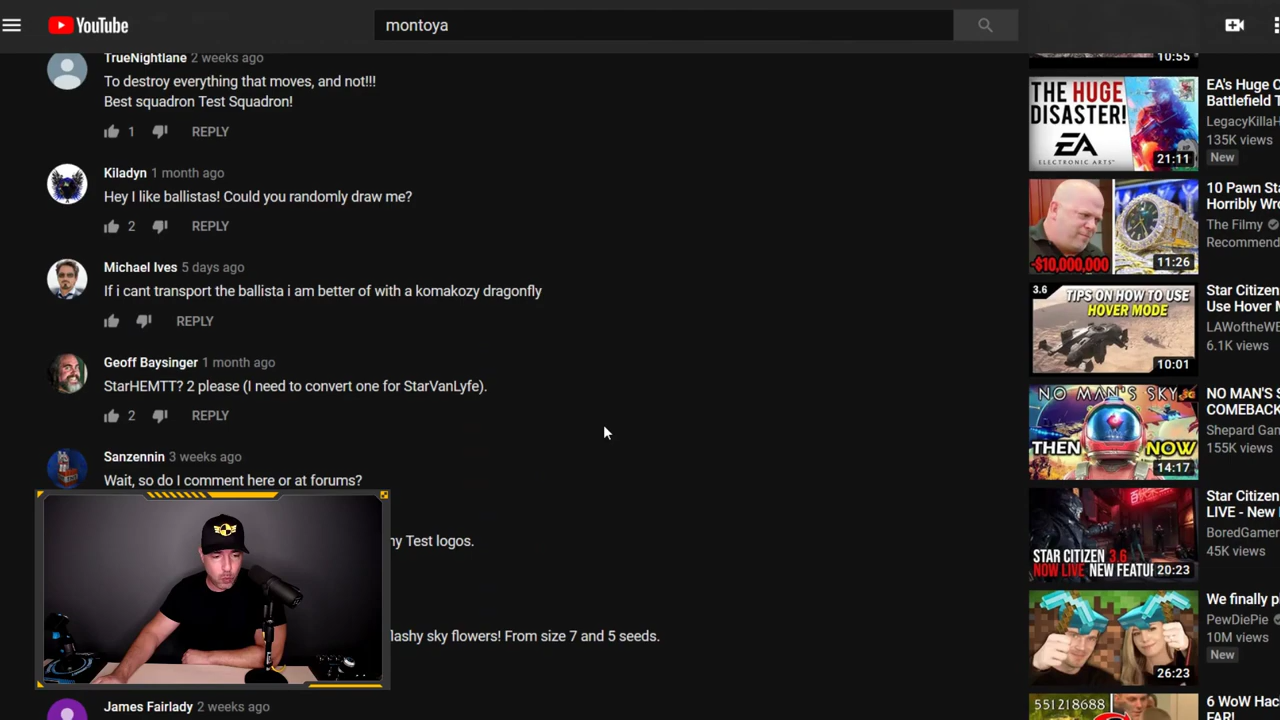 YouTube
montoya
TrueNightlane 2 weeks ago
To destroy everything that moves, and not!!!
Best squadron Test Squadron!
1 REPLY
Kiladyn 1 month ago
Hey I like ballistas! Could you randomly draw me?
2 REPLY
Michael Ives 5 days ago
If i cant transport the ballista i am better of with a komakozy dragonfly
REPLY
Geoff Baysinger 1 month ago
StarHEMTT? 2 please (I need to convert one for StarVanLyfe).
2 REPLY
Sanzennin 3 weeks ago
Wait, so do I comment here or at forums?
ny Test logos.
lashy sky flowers! From size 7 and 5 seeds.
James Fairlady 2 weeks ago
10:55
THE HUGE
DISASTER!
EA
ELECTRONIC ARTS
21:11
EA's Huge C
Battlefield T
LegacyKillaH
135K views
New
-$10,000,000
11:26
10 Pawn Sta
Horribly Wro
The Filmy
Recommend
3.6
TIPS ON HOW TO USE
HOVER MODE
10:01
Star Citizen
Use Hover M
LAWoftheWE
6.1K views
NO MAN'S SKY
THEN NOW
14:17
NO MAN'S S
COMEBACK
Shepard Gan
155K views
STAR CITIZEN 3.6
NOW LIVE NEW FEATU
20:23
Star Citizen
LIVE - New F
BoredGamer
45K views
26:23
We finally pl
PewDiePie
10M views
New
551218688
6 WoW Hac
FAR!